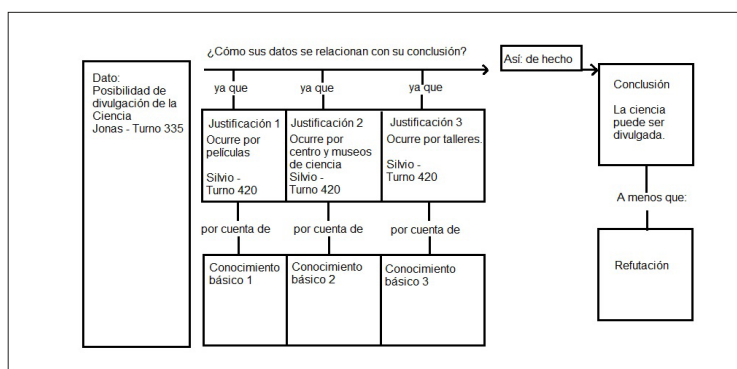 ¿Cómo sus datos se relacionan con su conclusión?
Dato:
Posibilidad de
divulgación de la
Ciencia
Jonas - Turno 335
ya que
ya que
ya que
Justificación 1
Ocurre por
películas
Silvio -
Turno 420
Justificación 2
Ocurre por
centro y museos
de ciencia
Silvio -
Turno 420
Justificación 3
Ocurre por talleres.
Silvio -
Turno 420
por cuenta de
por cuenta de
por cuenta de
Conocimiento
básico 1
Conocimiento
básico 2
Conocimiento
básico 3
Así: de hecho
Conclusión
La ciencia
puede ser
divulgada.
A menos que:
Refutación